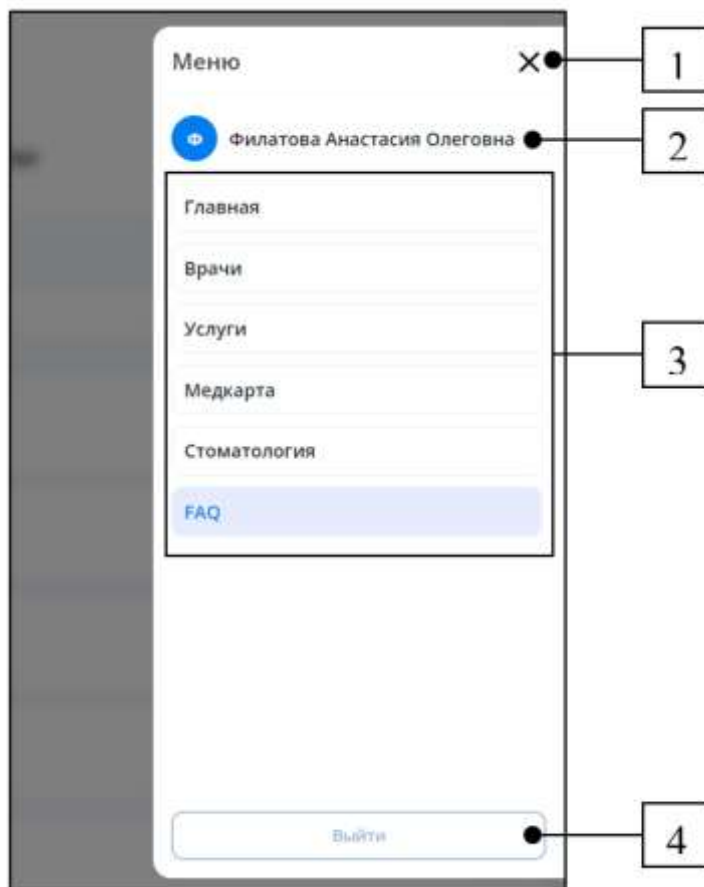 Меню
1
Филатова Анастасия Олеговна
2
Главная
Врачи
Услуги
3
Медкарта
Стоматология
FAQ
Выйти
4